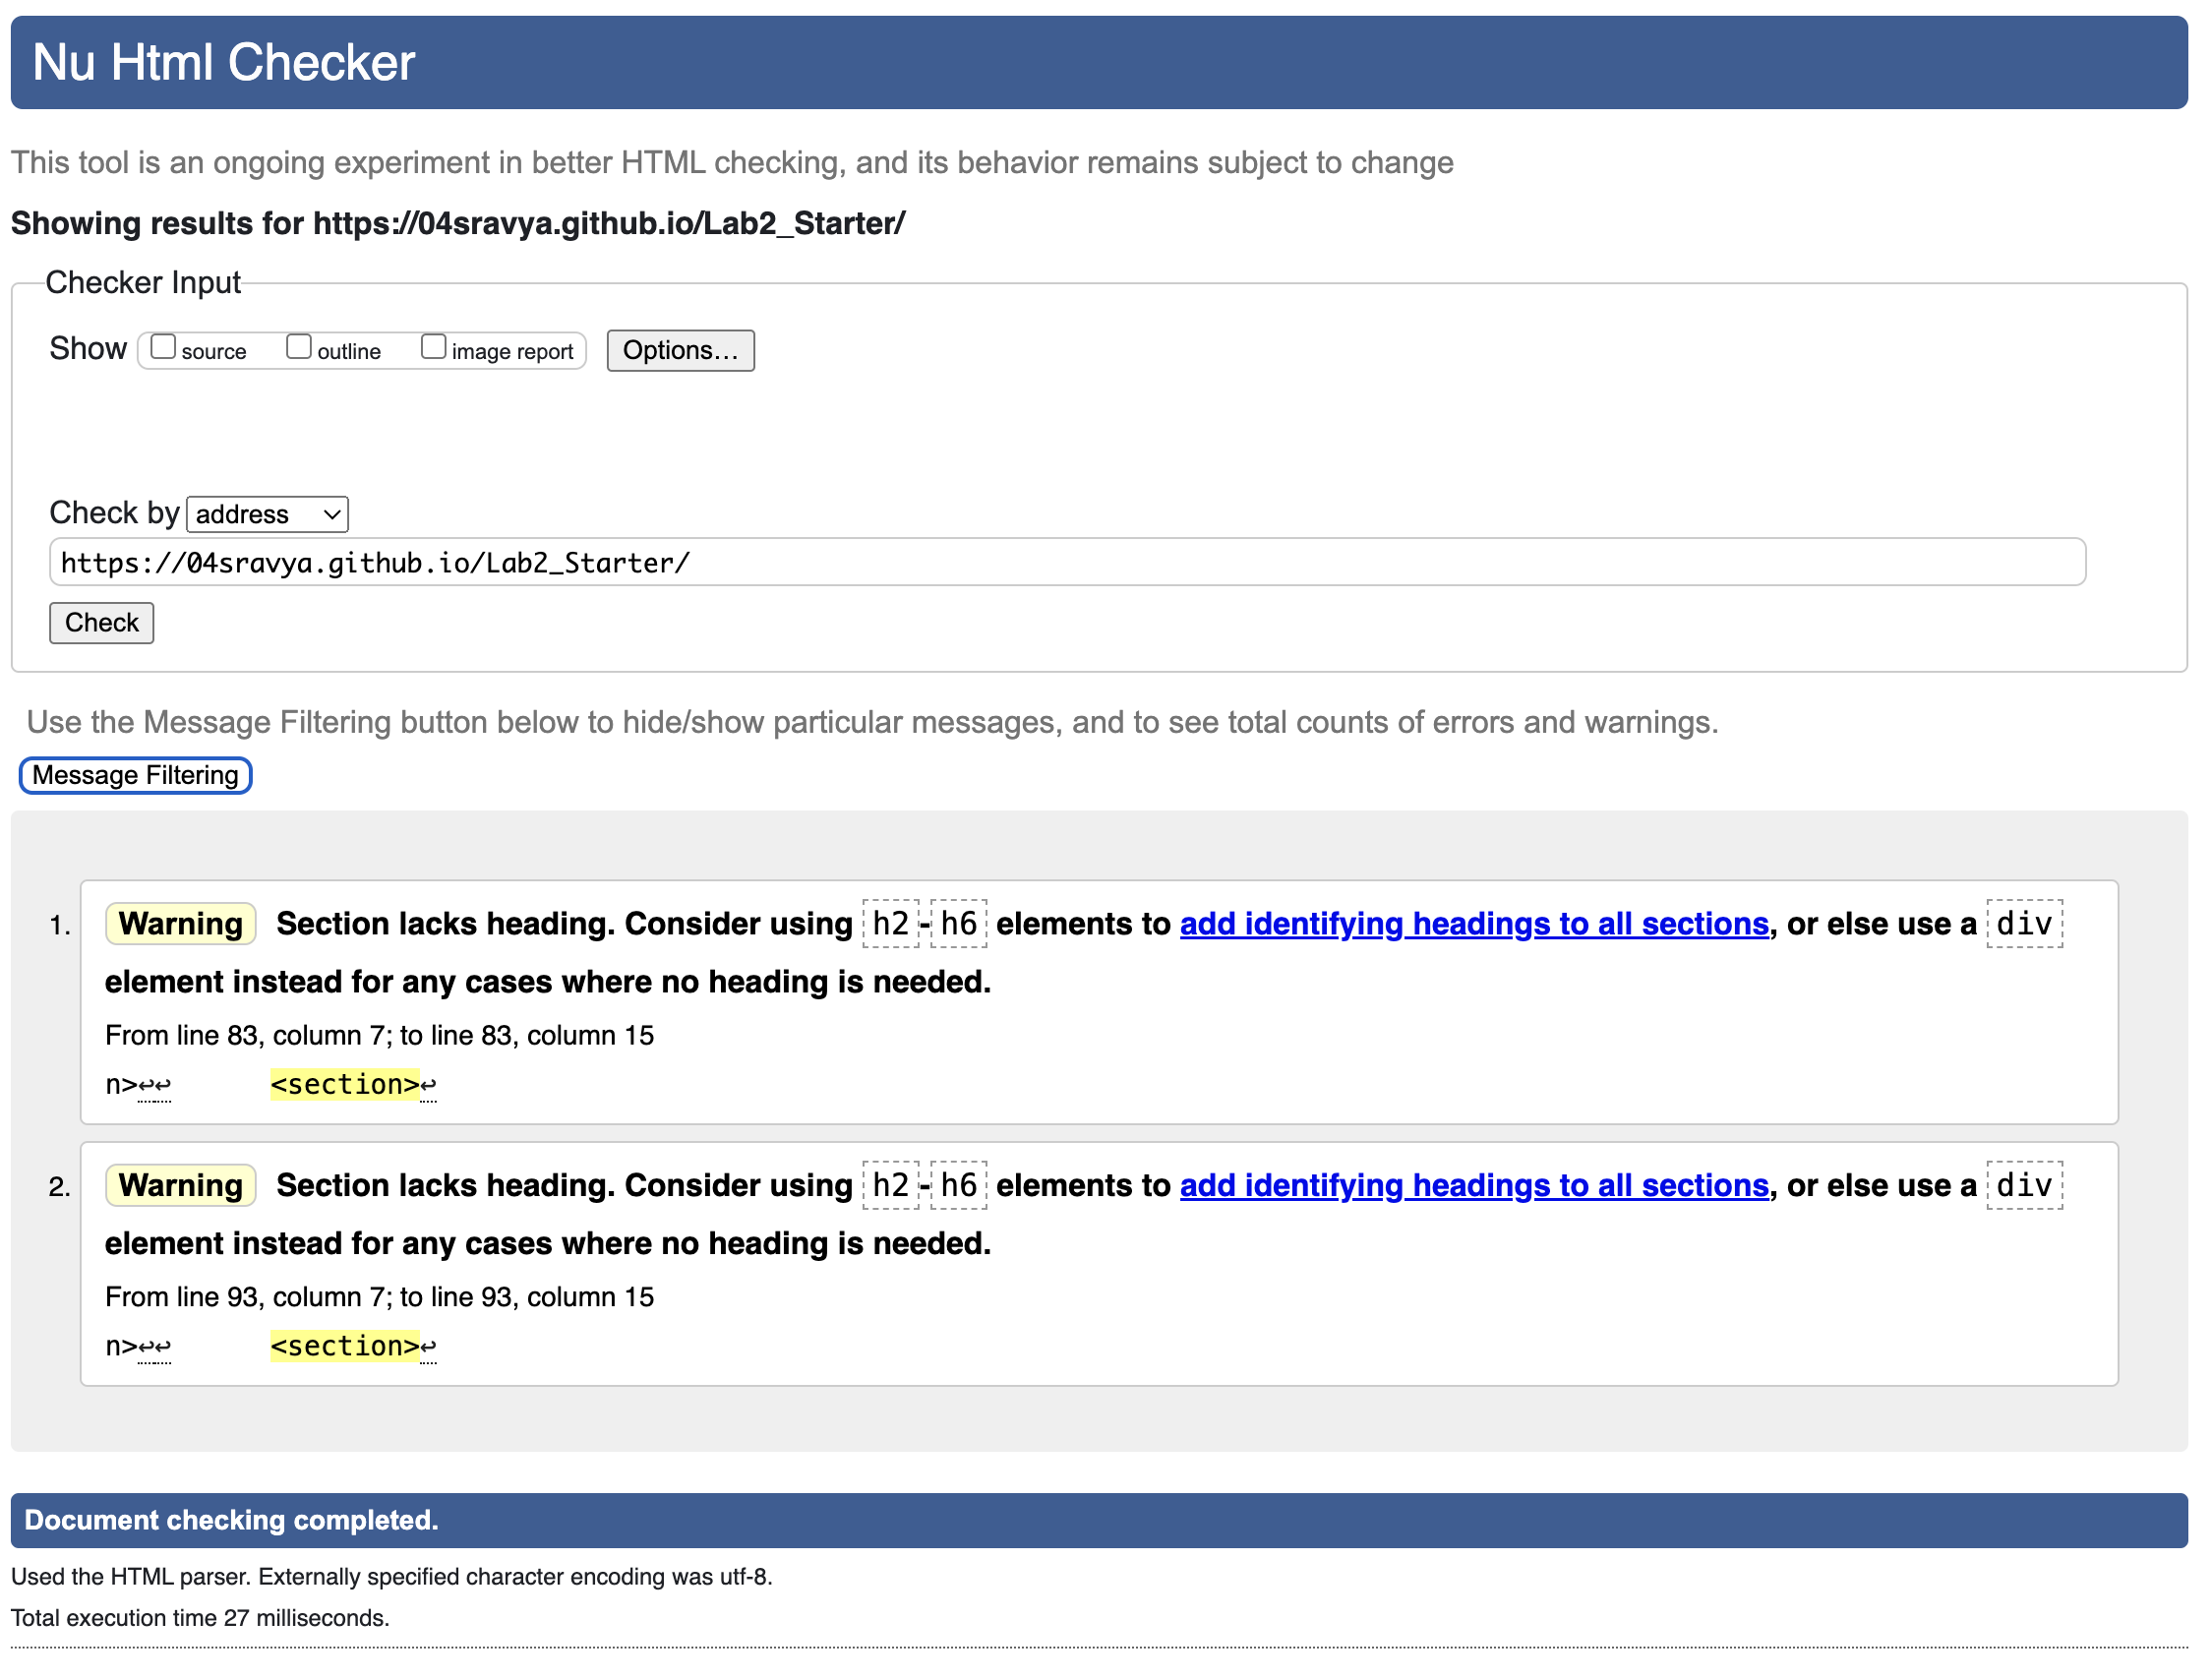 Nu Html Checker
This tool is an ongoing experiment in better HTML checking, and its behavior remains subject to change
Showing results for https://04sravya.github.io/Lab2_Starter/
Checker Input
Show source outline image report Options...
Check by address
https://04sravya.github.io/Lab2_Starter/
Check
Use the Message Filtering button below to hide/show particular messages, and to see total counts of errors and warnings.
Message Filtering
1. Warning Section lacks heading. Consider using h2-h6 elements to add identifying headings to all sections, or else use a div
element instead for any cases where no heading is needed.
From line 83, column 7; to line 83, column 15
n>↩↩ <section>↩
2. Warning Section lacks heading. Consider using h2-h6 elements to add identifying headings to all sections, or else use a div
element instead for any cases where no heading is needed.
From line 93, column 7; to line 93, column 15
n>↩↩ <section>↩
Document checking completed.
Used the HTML parser. Externally specified character encoding was utf-8.
Total execution time 27 milliseconds.